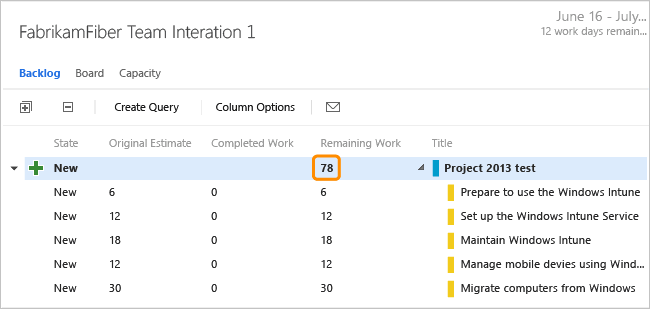 FabrikamFiber Team Interation 1
June 16 - July...
12 work days remain...
Backlog Board Capacity
Create Query Column Options
State Original Estimate Completed Work Remaining Work Title
New 78 Project 2013 test
New 6 0 6 Prepare to use the Windows Intune
New 12 0 12 Set up the Windows Intune Service
New 18 0 18 Maintain Windows Intune
New 12 0 12 Manage mobile devies using Wind...
New 30 0 30 Migrate computers from Windows